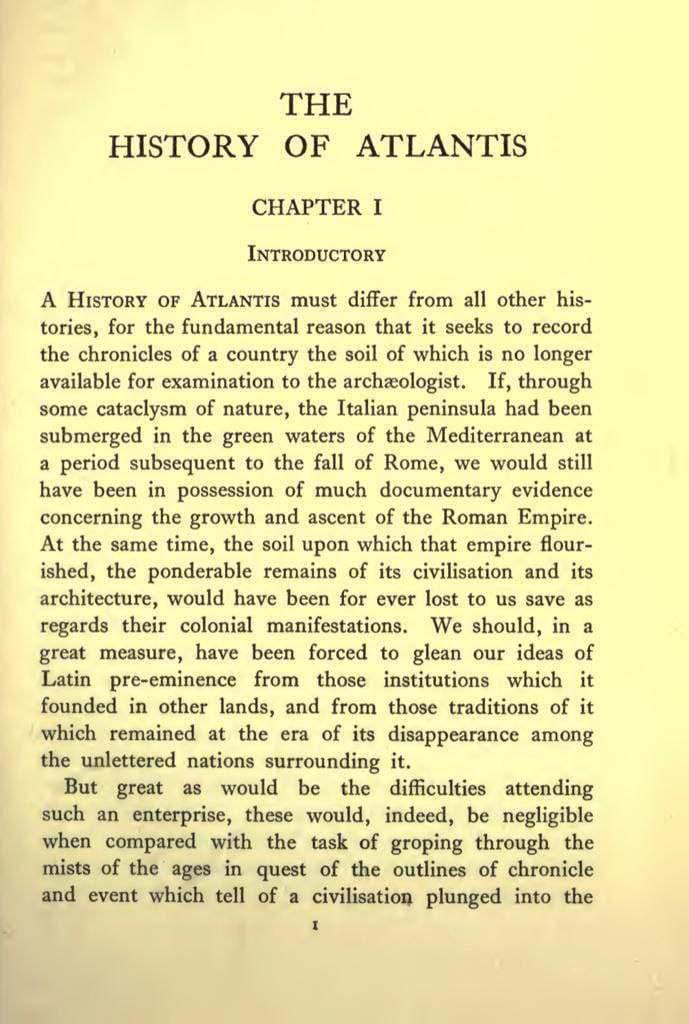 THE
HISTORY OF ATLANTIS
CHAPTER I
INTRODUCTORY
A HISTORY OF ATLANTIS must differ from all other his-
tories, for the fundamental reason that it seeks to record
the chronicles of a country the soil of which is no longer
available for examination to the archæologist. If, through
some cataclysm of nature, the Italian peninsula had been
submerged in the green waters of the Mediterranean at
a period subsequent to the fall of Rome, we would still
have been in possession of much documentary evidence
concerning the growth and ascent of the Roman Empire.
At the same time, the soil upon which that empire flour-
ished, the ponderable remains of its civilisation and its
architecture, would have been for ever lost to us save as
regards their colonial manifestations. We should, in a
great measure, have been forced to glean our ideas of
Latin pre-eminence from those institutions which it
founded in other lands, and from those traditions of it
which remained at the era of its disappearance among
the unlettered nations surrounding it.
But great as would be the difficulties attending
such an enterprise, these would, indeed, be negligible
when compared with the task of groping through the
mists of the ages in quest of the outlines of chronicle
and event which tell of a civilisation plunged into the
1